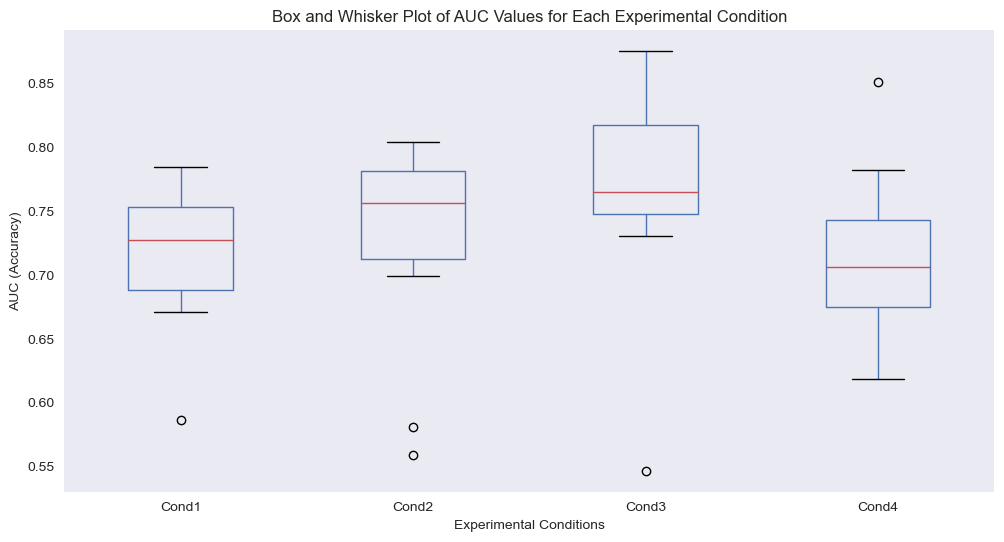 Box and Whisker Plot of AUC Values for Each Experimental Condition
AUC (Accuracy)
0.85
0.80
0.75
0.70
0.65
0.60
0.55
Cond1 Cond2 Cond3 Cond4
Experimental Conditions